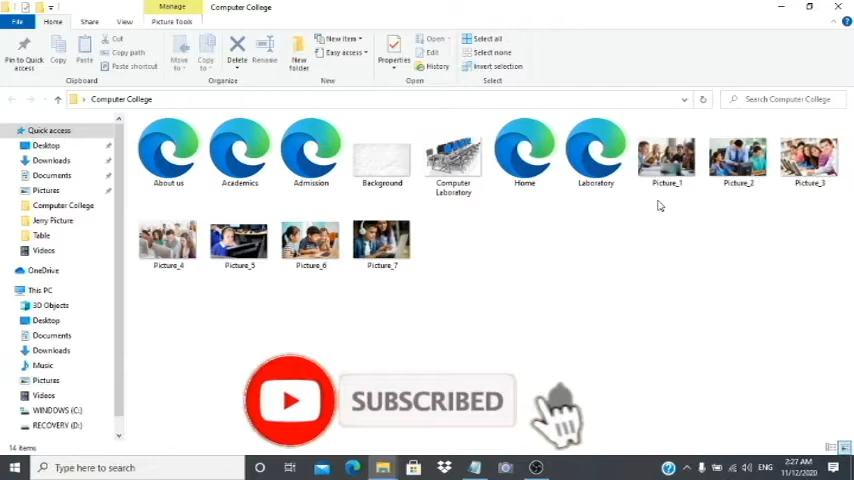 Manage
Computer College
File
Home
Share
View
Picture Tools
Pin to Quick access
Copy
Paste
Cut
Copy path
Paste shortcut
Clipboard
Move to
Copy to
Delete
Rename
Organize
New folder
New item
Easy access
New
Properties
Open
Edit
History
Open
Select all
Select none
Invert selection
Select
Computer College
Search Computer College
Quick access
Desktop
Downloads
Documents
Pictures
Computer College
Jerry Picture
Table
Videos
OneDrive
This PC
3D Objects
Desktop
Documents
Downloads
Music
Pictures
Videos
WINDOWS (C:)
RECOVERY (D:)
About us
Academics
Admission
Background
Computer Laboratory
Home
Laboratory
Picture_1
Picture_2
Picture_3
Picture_4
Picture_5
Picture_6
Picture_7
SUBSCRIBED
14 items
Type here to search
ENG
2:27 AM
11/12/2020